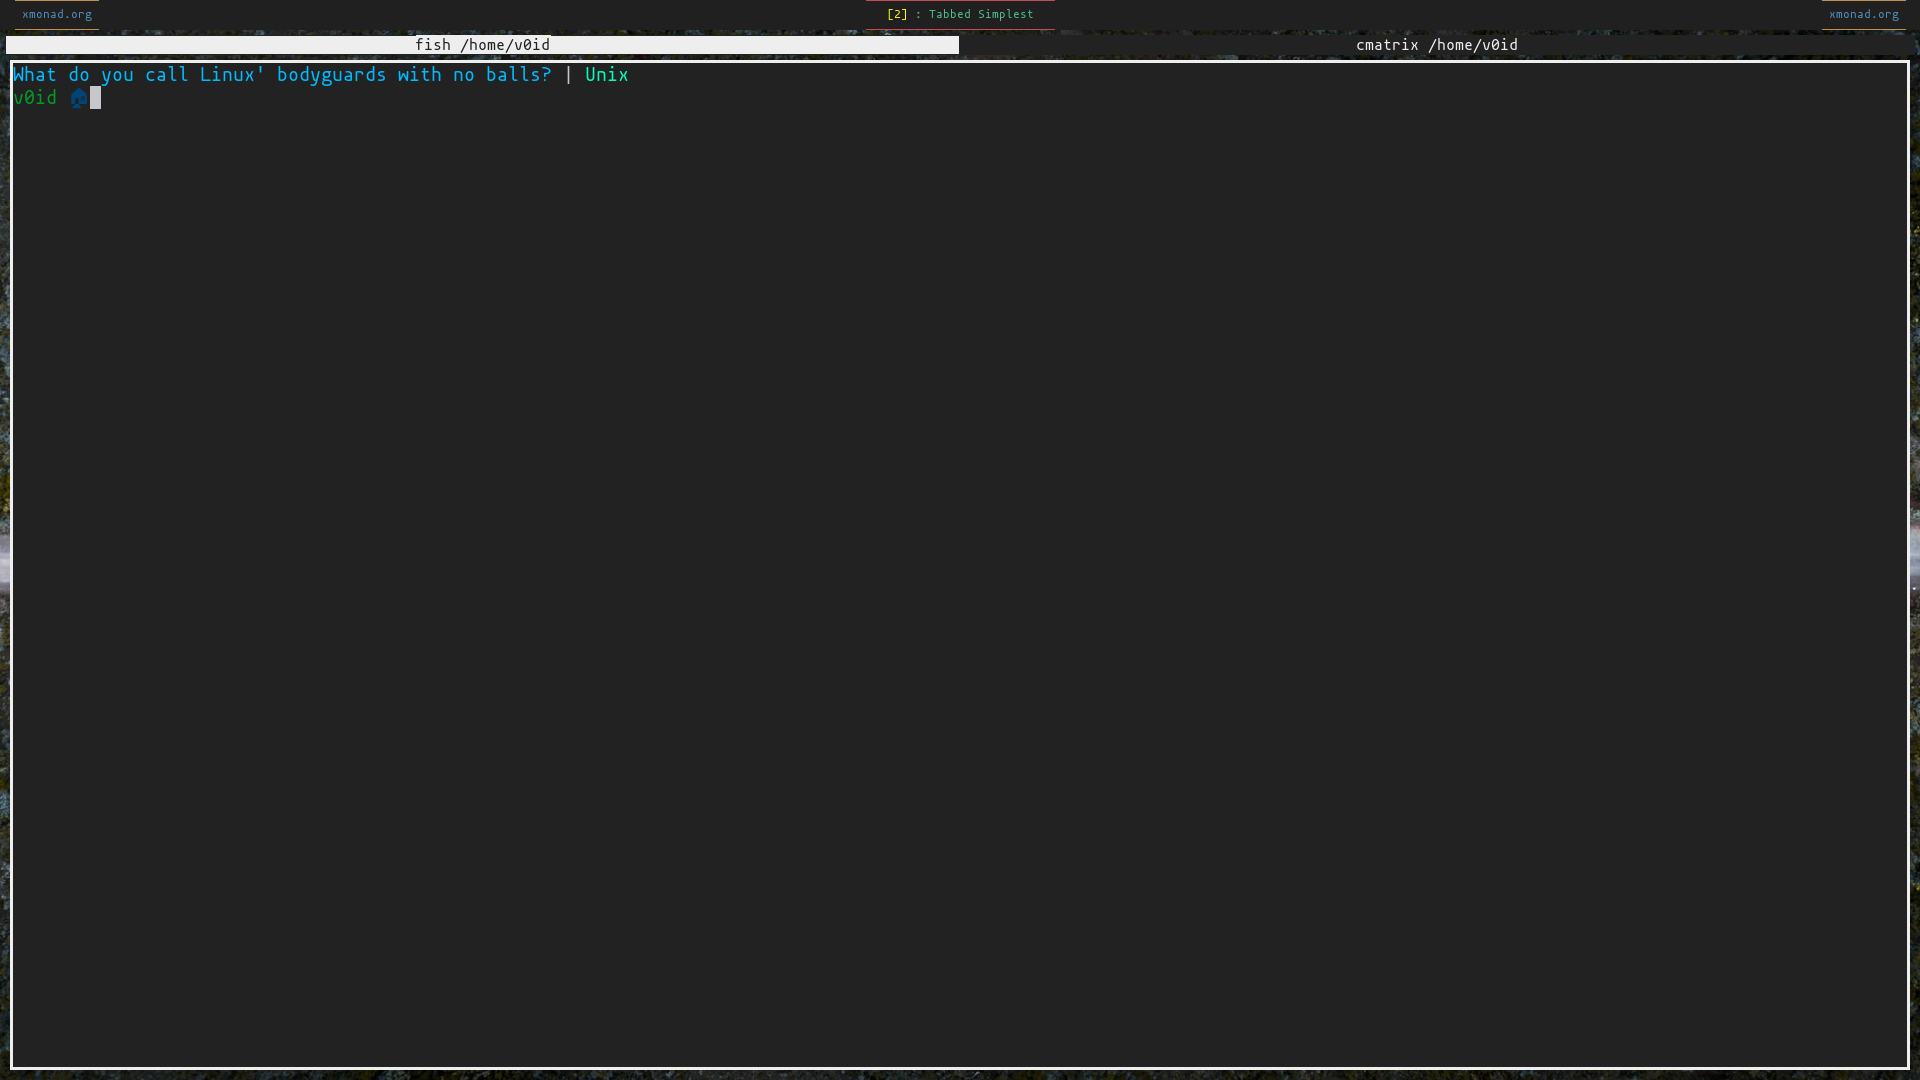 xmonad.org
[2] : Tabbed Simplest
xmonad.org
fish /home/v0id
cmatrix /home/v0id
What do you call Linux' bodyguards with no balls? | Unix
v0id